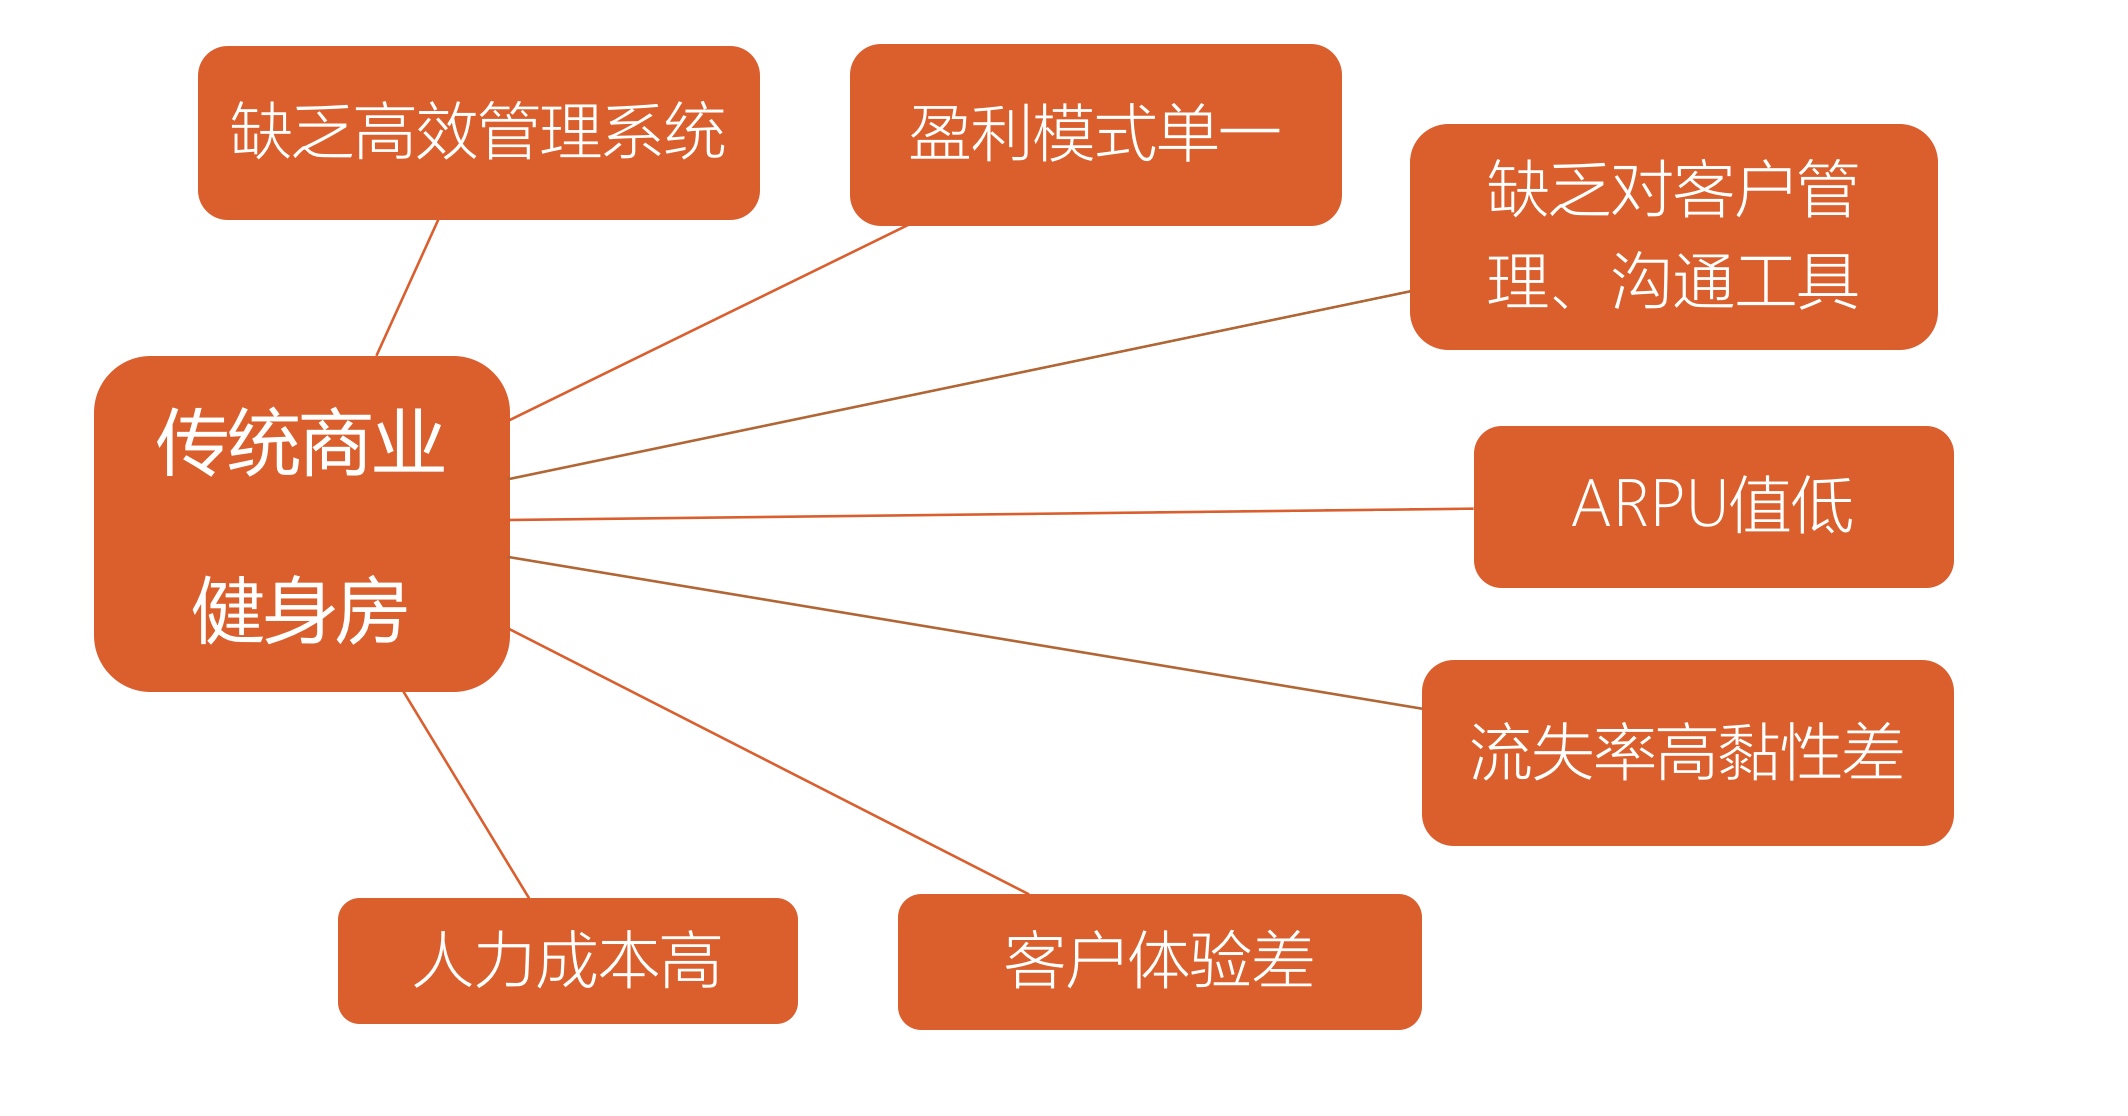 缺乏高效管理系统
盈利模式单一
缺乏对客户管
理、沟通工具
传统商业
健身房
ARPU值低
流失率高黏性差
人力成本高
客户体验差